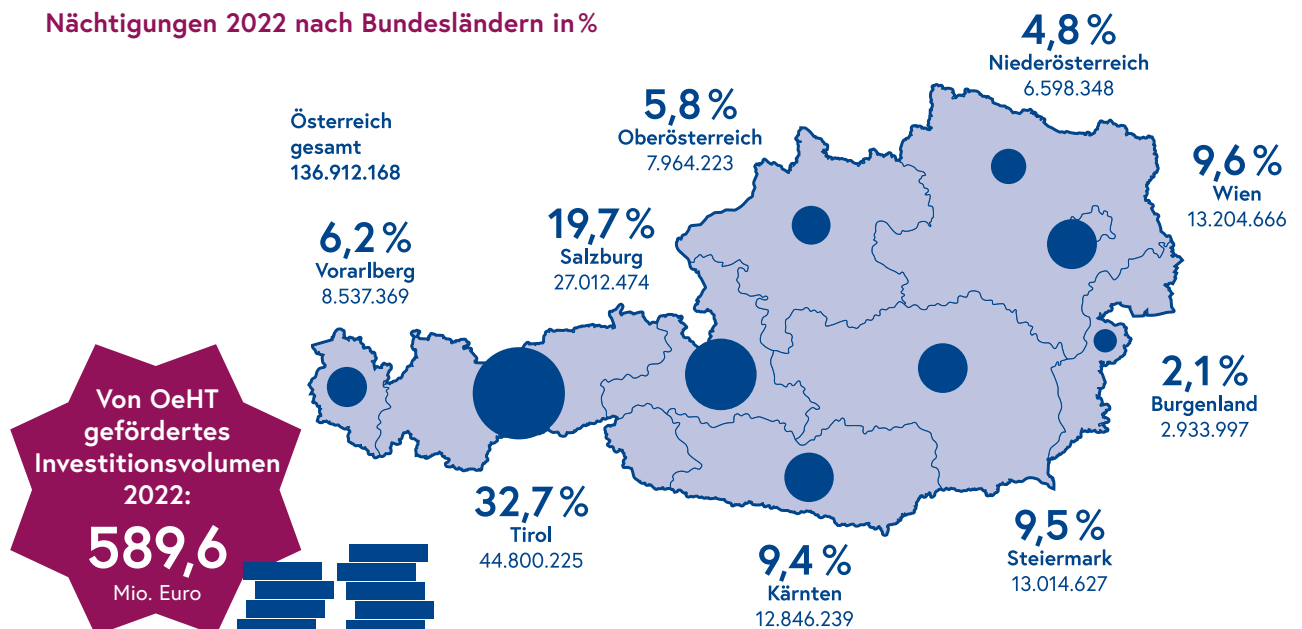 Nächtigungen 2022 nach Bundesländern in %
4,8 %
Niederösterreich
6.598.348
5,8 %
Oberösterreich
7.964.223
Österreich
gesamt
136.912.168
9,6 %
Wien
13.204.666
19,7 %
Salzburg
27.012.474
6,2 %
Vorarlberg
8.537.369
2,1 %
Burgenland
2.933.997
Von OeHT
gefördertes
Investitionsvolumen
2022:
589,6
Mio. Euro
32,7 %
Tirol
44.800.225
9,4 %
Kärnten
12.846.239
9,5 %
Steiermark
13.014.627